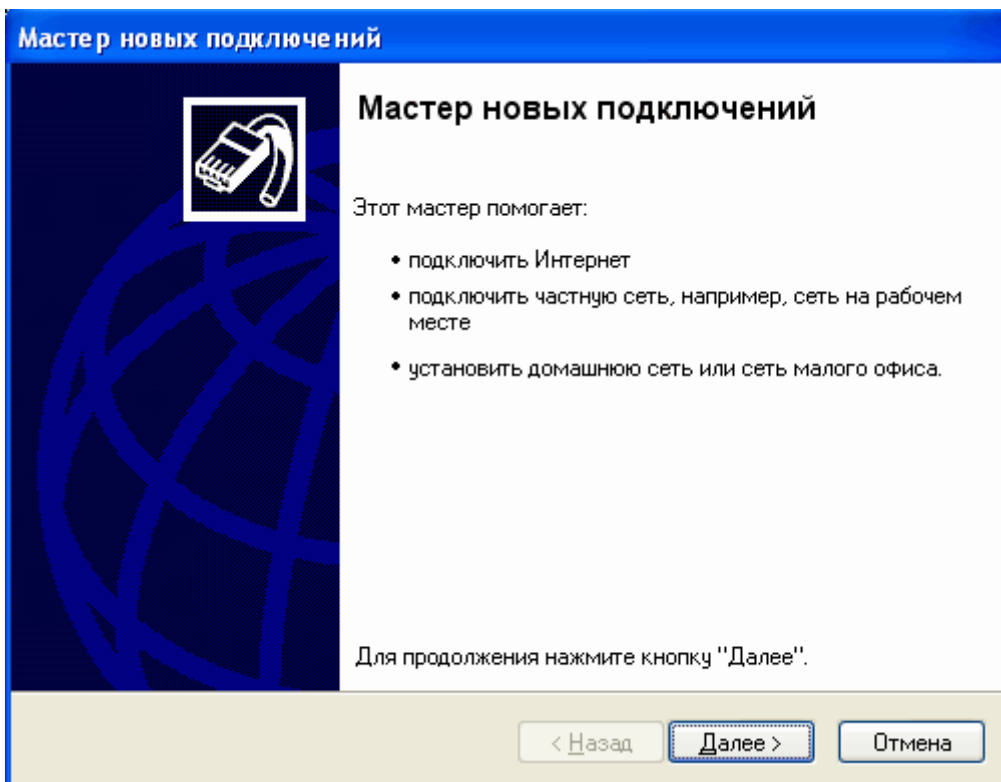 Мастер новых подключений
Мастер новых подключений
Этот мастер помогает:
• подключить Интернет
• подключить частную сеть, например, сеть на рабочем
месте
• установить домашнюю сеть или сеть малого офиса.
Для продолжения нажмите кнопку "Далее".
< Назад Далее > Отмена